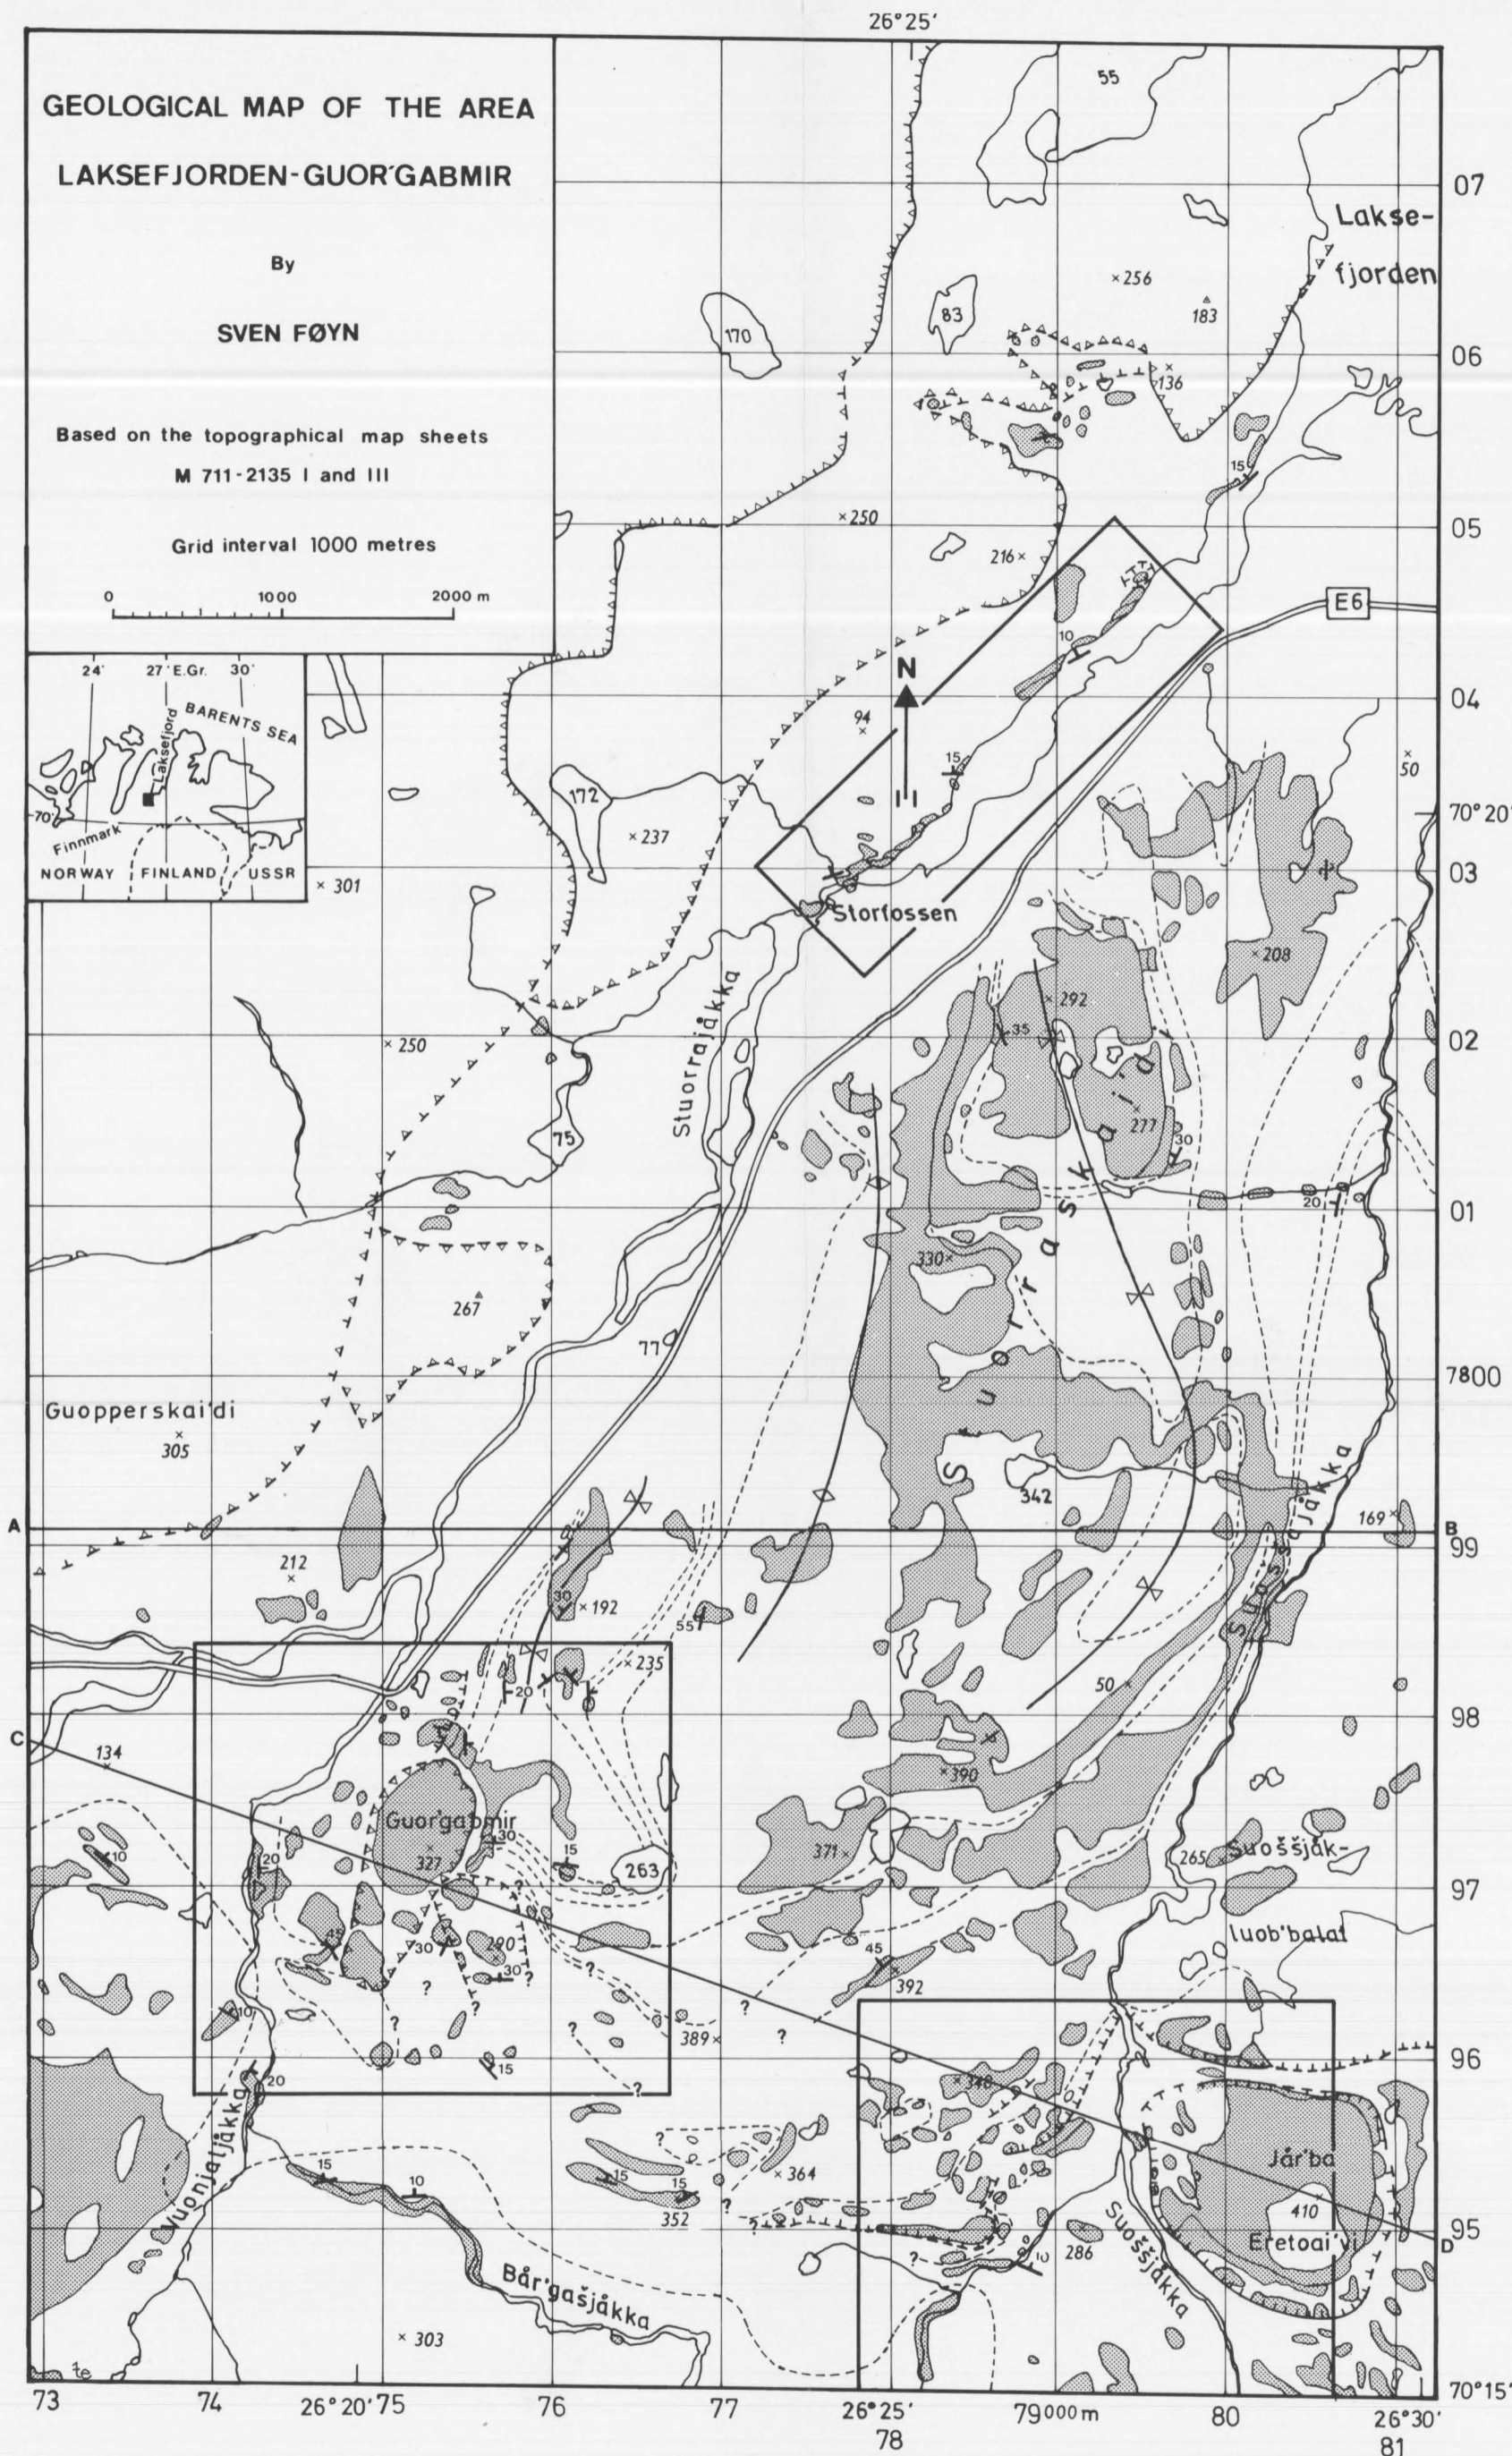 26°25′
GEOLOGICAL MAP OF THE AREA
LAKSEFJORDEN-GUOR´GABMIR
By
SVEN FØYN
Based on the topographical map sheets
M 711-2135 I and III
Grid interval 1000 metres
0 1000 2000 m
24° 27° E.Gr. 30°
BARENTS SEA
Laksefjord
70°
Finnmark
NORWAY FINLAND USSR
55
07
Lakse-
fjorden
256
183
170
83
06
136
15
250
05
216
E6
10
N
04
94
50
15
172
237
70°20′
03
301
Storfossen
208
292
Stuorrajåkka
35
02
250
277
75
30
20
01
330
Stuorraskai'di
267
77
7800
Guopperskai'di
305
342
Suoššjåkka
169
A
B
99
212
30
192
55
235
20
50
98
C
134
390
Guor'gabmir
30
327
15
263
371
265
Suoššjåk-
10
20
97
luob'balat
45
30
290
30
?
45
392
10
?
?
?
?
?
?
?
389
96
15
20
348
Jår'ba
Vuonjaljåkka
15
10
15
15
364
352
?
?
?
?
410
95
Eretoai'vi
D
286
Suoššjåkka
Bår'gašjåkka
303
70°15′
73 74 26°20′ 75 76 77 26°25′ 79000m 80 26°30′
78 81